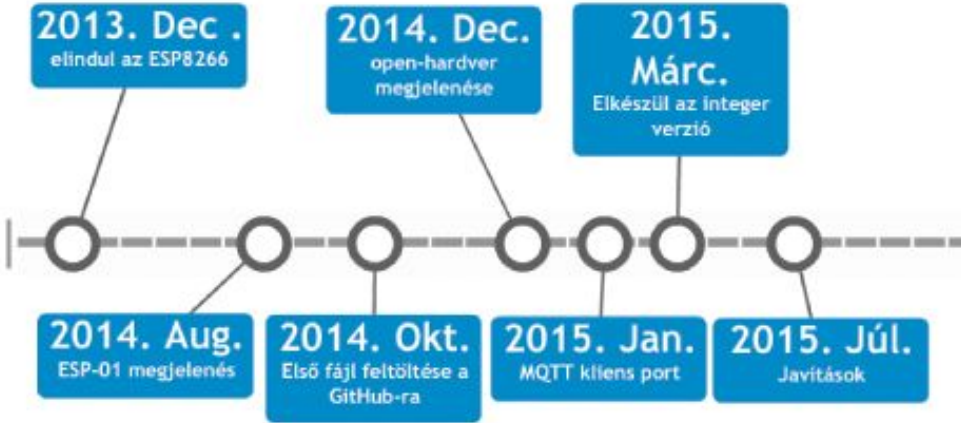 2013. Dec .
elindul az ESP8266
2014. Aug.
ESP-01 megjelenés
2014. Okt.
Első fájl feltöltése a
GitHub-ra
2014. Dec.
open-hardver
megjelenése
2015. Jan.
MQTT kliens port
2015.
Márc.
Elkészül az integer
verzió
2015. Júl.
Javitások